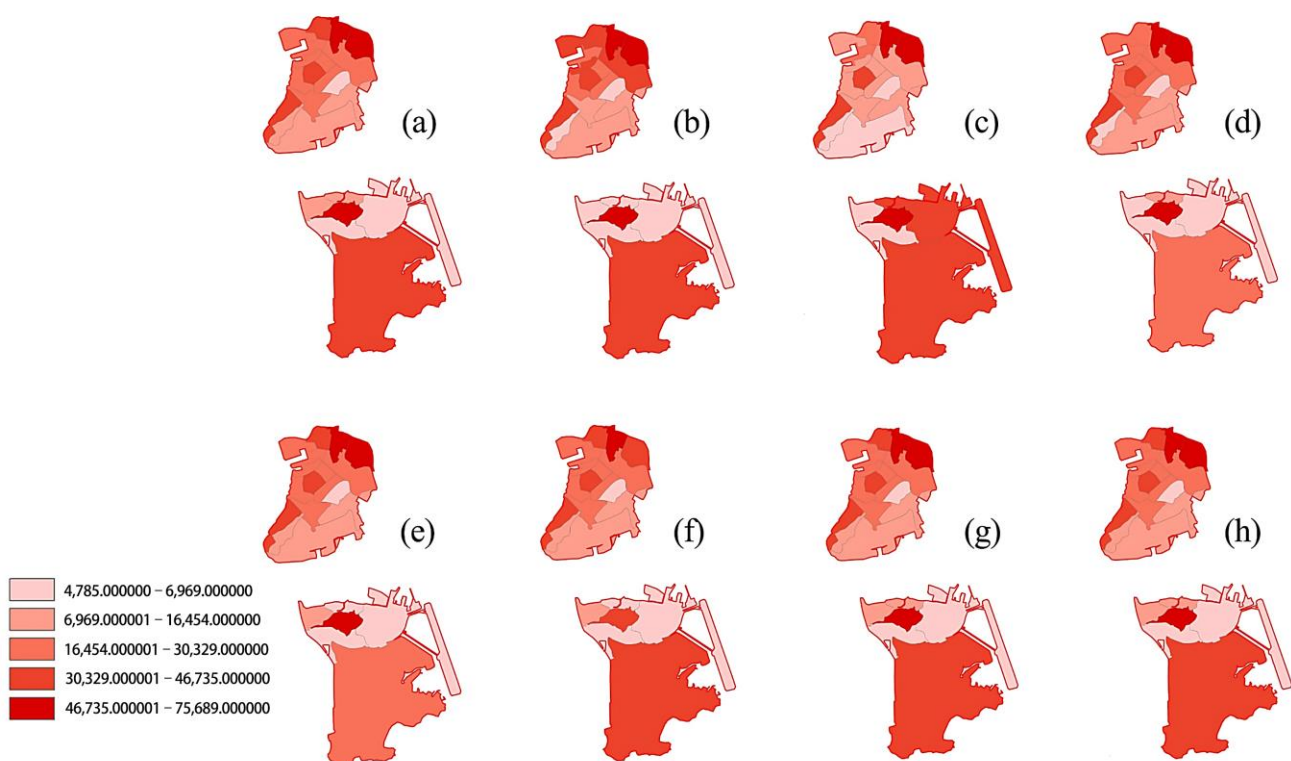 (a)
(b)
(c)
(d)
(e)
(f)
(g)
(h)
4,785.000000 – 6,969.000000
6,969.000001 – 16,454.000000
16,454.000001 – 30,329.000000
30,329.000001 – 46,735.000000
46,735.000001 – 75,689.000000